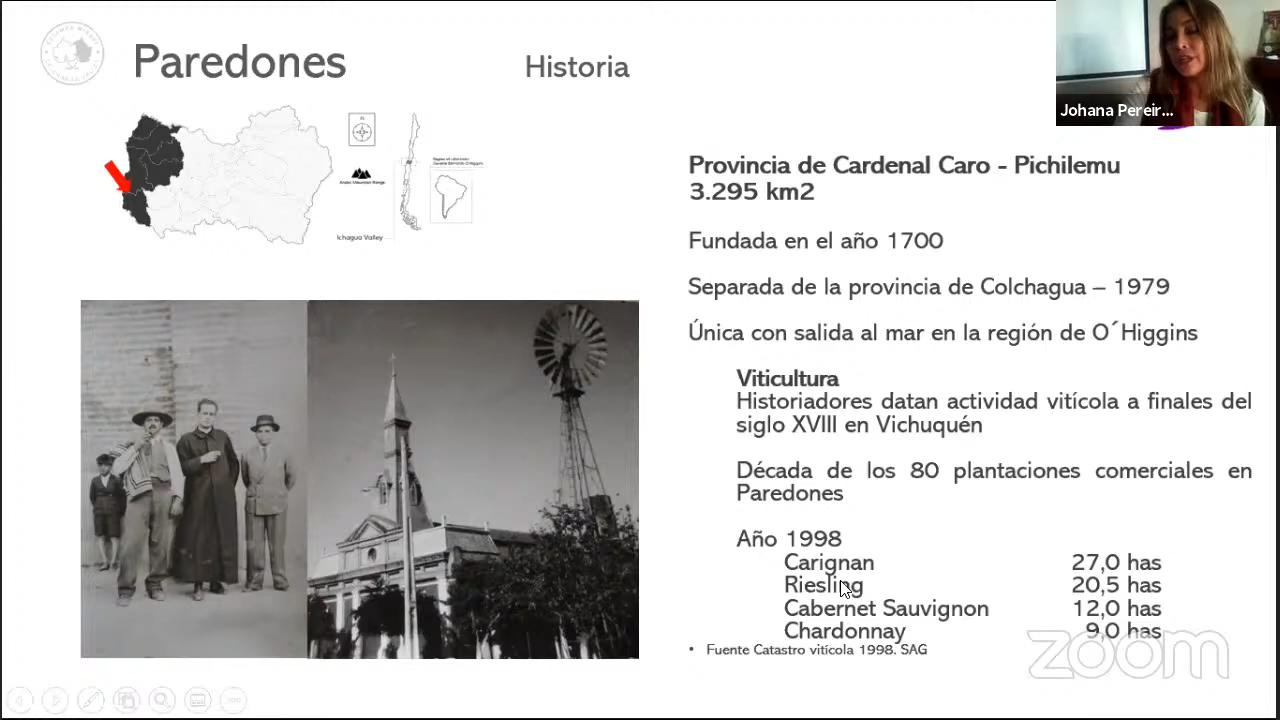 Paredones
Historia
Johana Pereir...
Andes Mountain Range
lchagua Valley
Provincia de Cardenal Caro - Pichilemu
3.295 km2
Fundada en el año 1700
Separada de la provincia de Colchagua – 1979
Única con salida al mar en la región de O´Higgins
Viticultura
Historiadores datan actividad vitícola a finales del
siglo XVIII en Vichuquén
Década de los 80 plantaciones comerciales en
Paredones
Año 1998
Carignan 27,0 has
Riesling 20,5 has
Cabernet Sauvignon 12,0 has
Chardonnay 9,0 has
• Fuente Catastro vitícola 1998. SAG
zoom